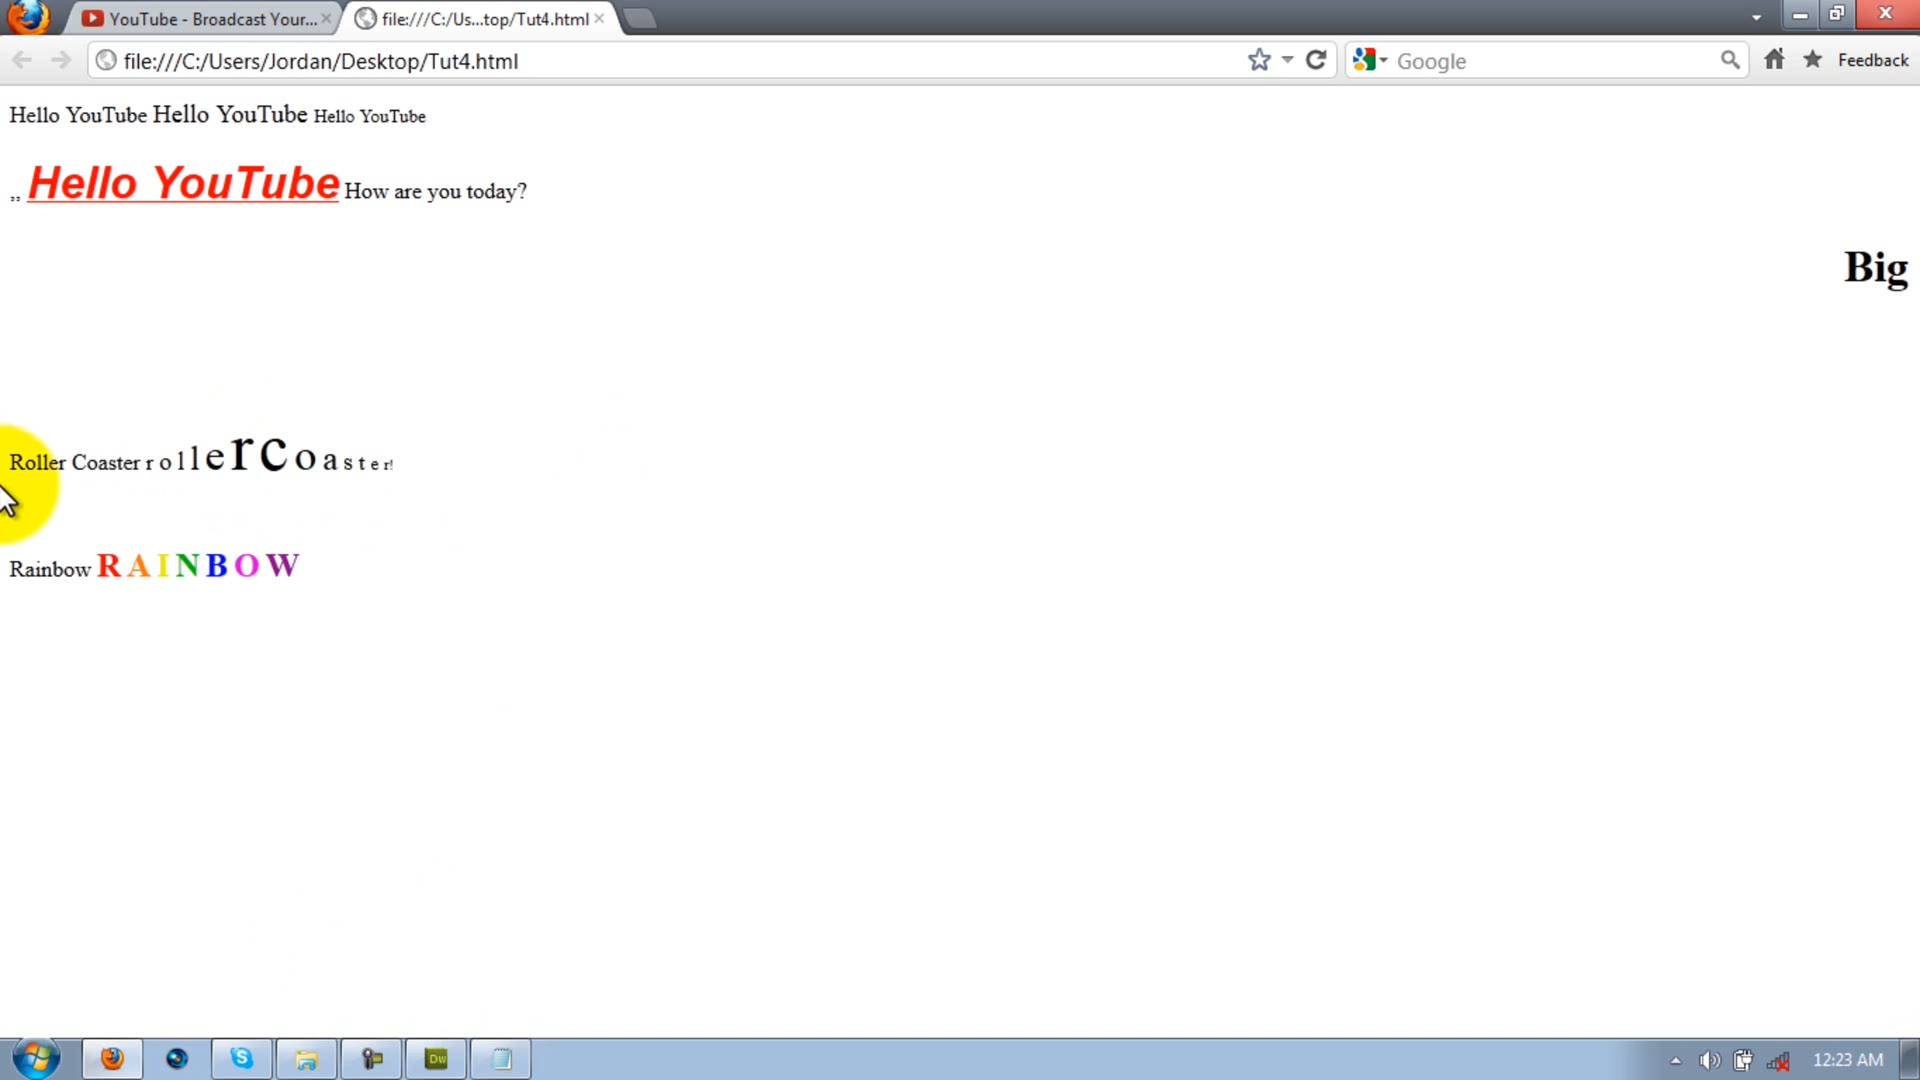 YouTube - Broadcast Your...
file:///C:/Us...top/Tut4.html
file:///C:/Users/Jordan/Desktop/Tut4.html
Google
Feedback
Hello YouTube Hello YouTube Hello YouTube
,, Hello YouTube How are you today?
Big
Roller Coaster r o l l e r c o a s t e r!
Rainbow R A I N B O W
Dw
12:23 AM